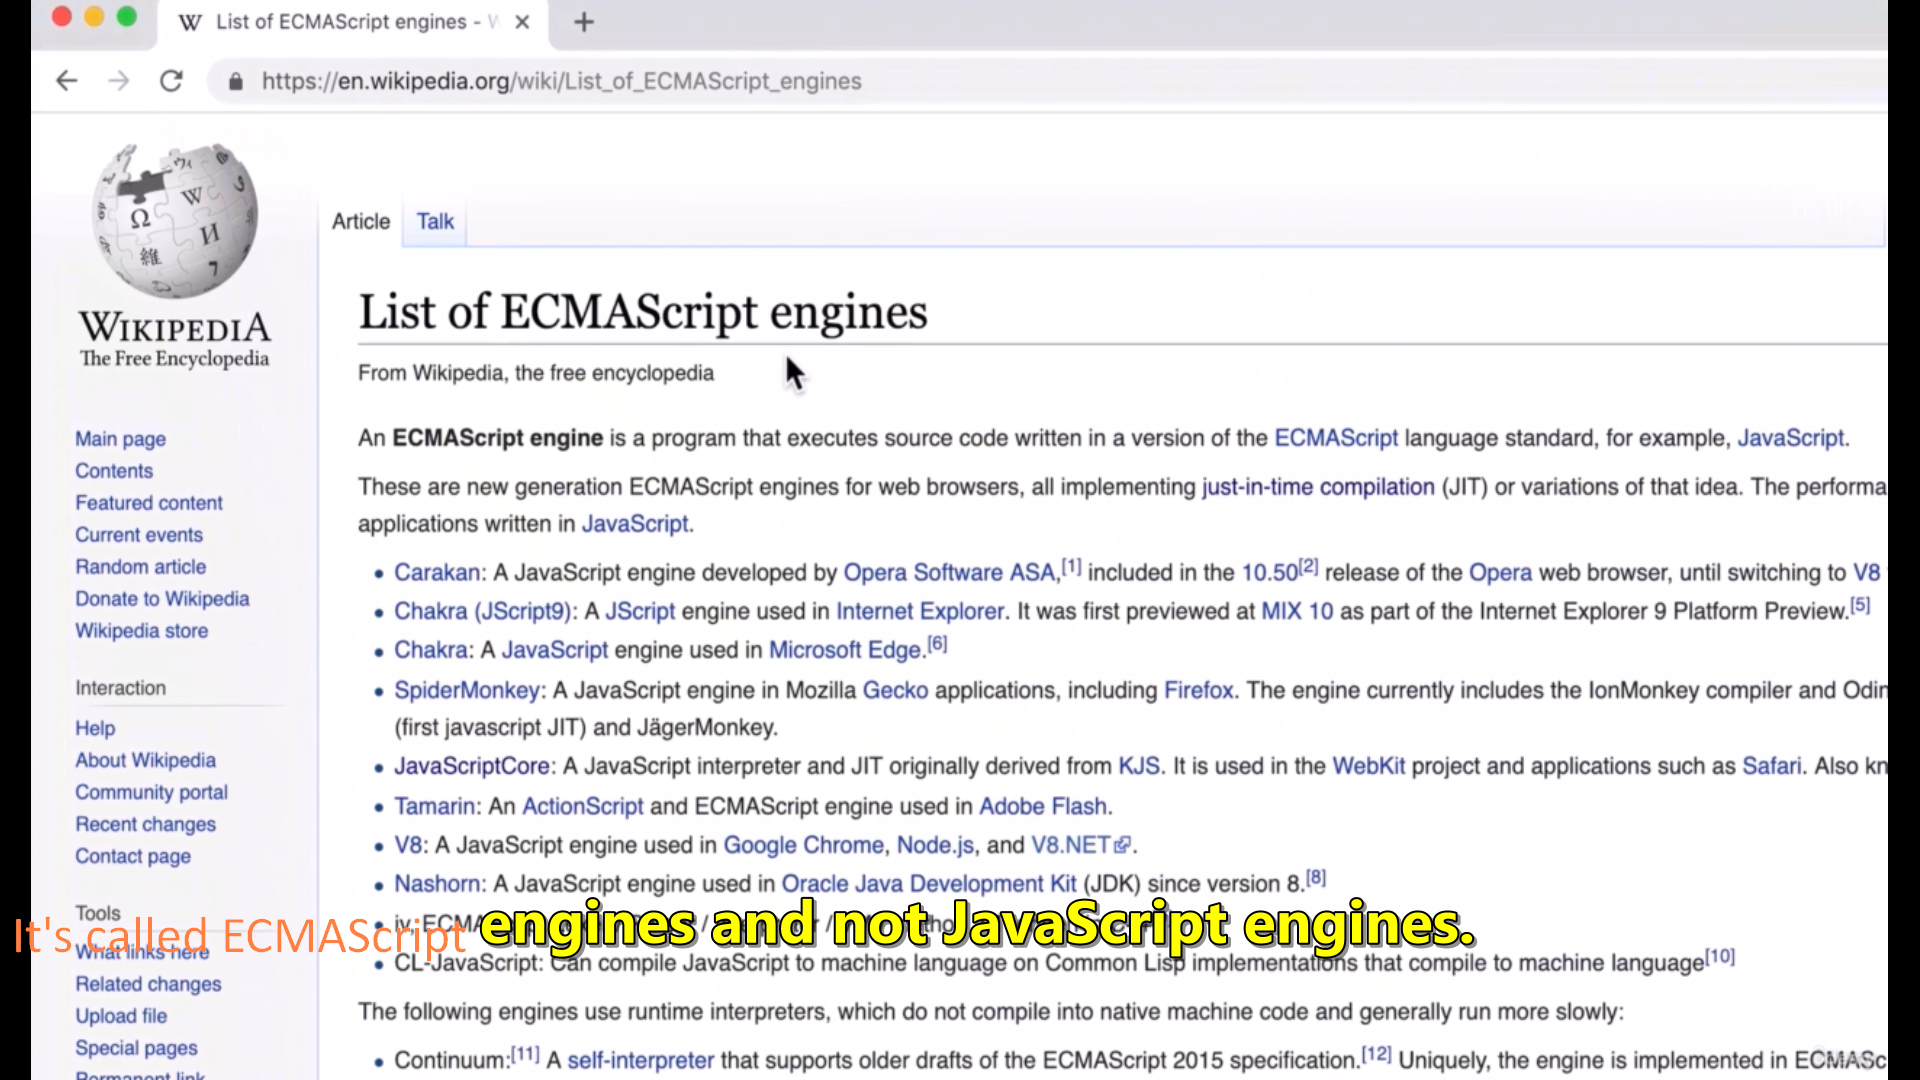 List of ECMAScript engines - W
https://en.wikipedia.org/wiki/List_of_ECMAScript_engines
WIKIPEDIA
The Free Encyclopedia
Main page
Contents
Featured content
Current events
Random article
Donate to Wikipedia
Wikipedia store
Interaction
Help
About Wikipedia
Community portal
Recent changes
Contact page
Tools
What links here
Related changes
Upload file
Special pages
Permanent link
Article Talk
List of ECMAScript engines
From Wikipedia, the free encyclopedia
An ECMAScript engine is a program that executes source code written in a version of the ECMAScript language standard, for example, JavaScript.
These are new generation ECMAScript engines for web browsers, all implementing just-in-time compilation (JIT) or variations of that idea. The performa
applications written in JavaScript.
• Carakan: A JavaScript engine developed by Opera Software ASA,[1] included in the 10.50[2] release of the Opera web browser, until switching to V8
• Chakra (JScript9): A JScript engine used in Internet Explorer. It was first previewed at MIX 10 as part of the Internet Explorer 9 Platform Preview.[5]
• Chakra: A JavaScript engine used in Microsoft Edge.[6]
• SpiderMonkey: A JavaScript engine in Mozilla Gecko applications, including Firefox. The engine currently includes the IonMonkey compiler and Odin
(first javascript JIT) and JägerMonkey.
• JavaScriptCore: A JavaScript interpreter and JIT originally derived from KJS. It is used in the WebKit project and applications such as Safari. Also kn
• Tamarin: An ActionScript and ECMAScript engine used in Adobe Flash.
• V8: A JavaScript engine used in Google Chrome, Node.js, and V8.NET.
• Nashorn: A JavaScript engine used in Oracle Java Development Kit (JDK) since version 8.[8]
• iv, ECMA
It's called ECMAScript engines and not JavaScript engines.
• CL-JavaScript: Can compile JavaScript to machine language on Common Lisp implementations that compile to machine language[10]
The following engines use runtime interpreters, which do not compile into native machine code and generally run more slowly:
• Continuum:[11] A self-interpreter that supports older drafts of the ECMAScript 2015 specification.[12] Uniquely, the engine is implemented in ECMASc